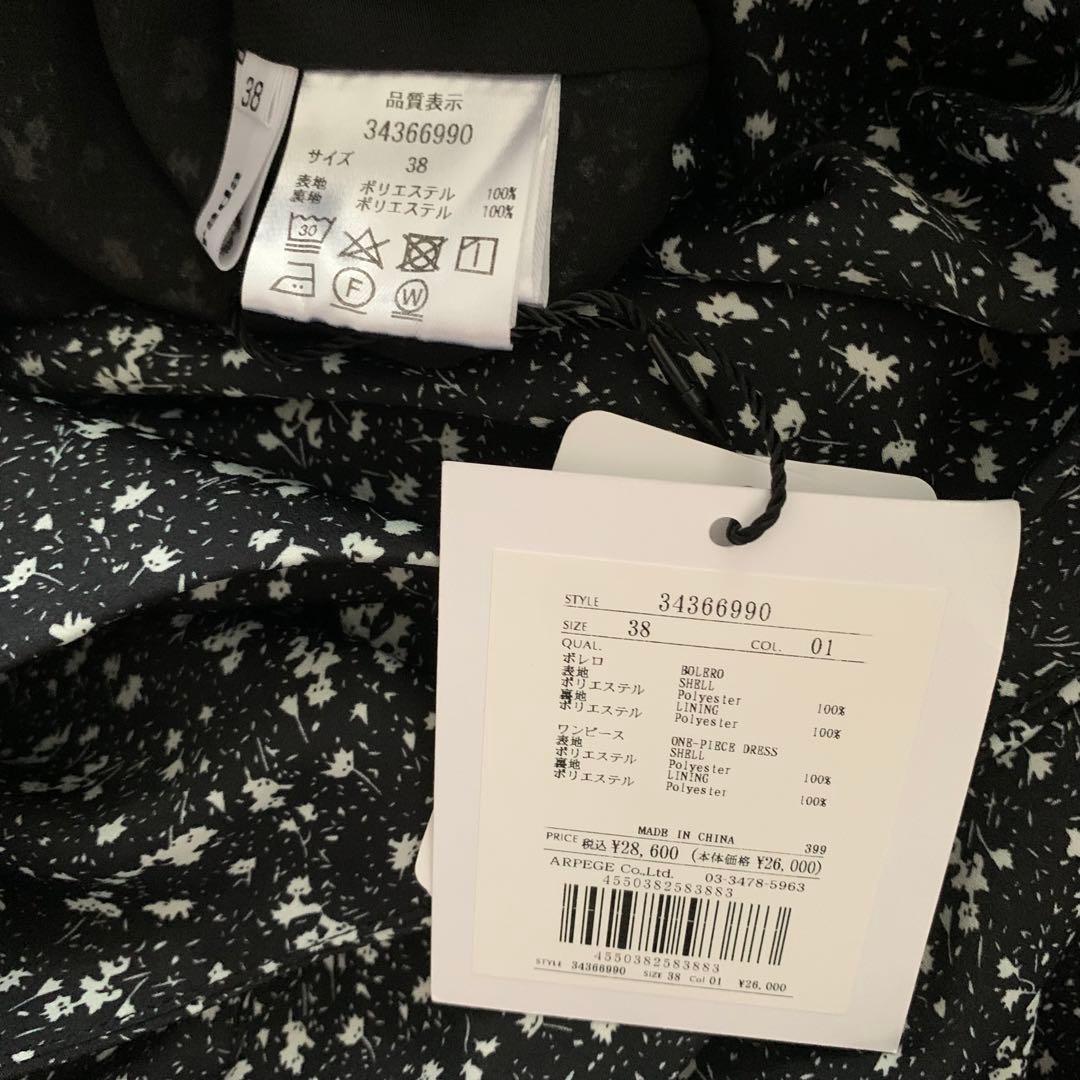 38
品質表示
34366990
サイズ 38
表地 ポリエステル 100%
裏地 ポリエステル 100%
30
1
F
W
STYLE 34366990
SIZE 38 COL. 01
QUAL.
ボレロ BOLERO
表地 SHELL
ポリエステル Polyester 100%
裏地 LINING
ポリエステル Polyester 100%
ワンピース ONE-PIECE DRESS
表地 SHELL
ポリエステル Polyester 100%
裏地 LINING
ポリエステル Polyester 100%
MADE IN CHINA 399
PRICE 税込 ¥28,600 (本体価格 ¥26,000)
ARPEGE Co.,Ltd. 03-3478-5963
4550382583883
4550382583883
STYLE 34366990 SIZE 38 Col 01 ¥26,000